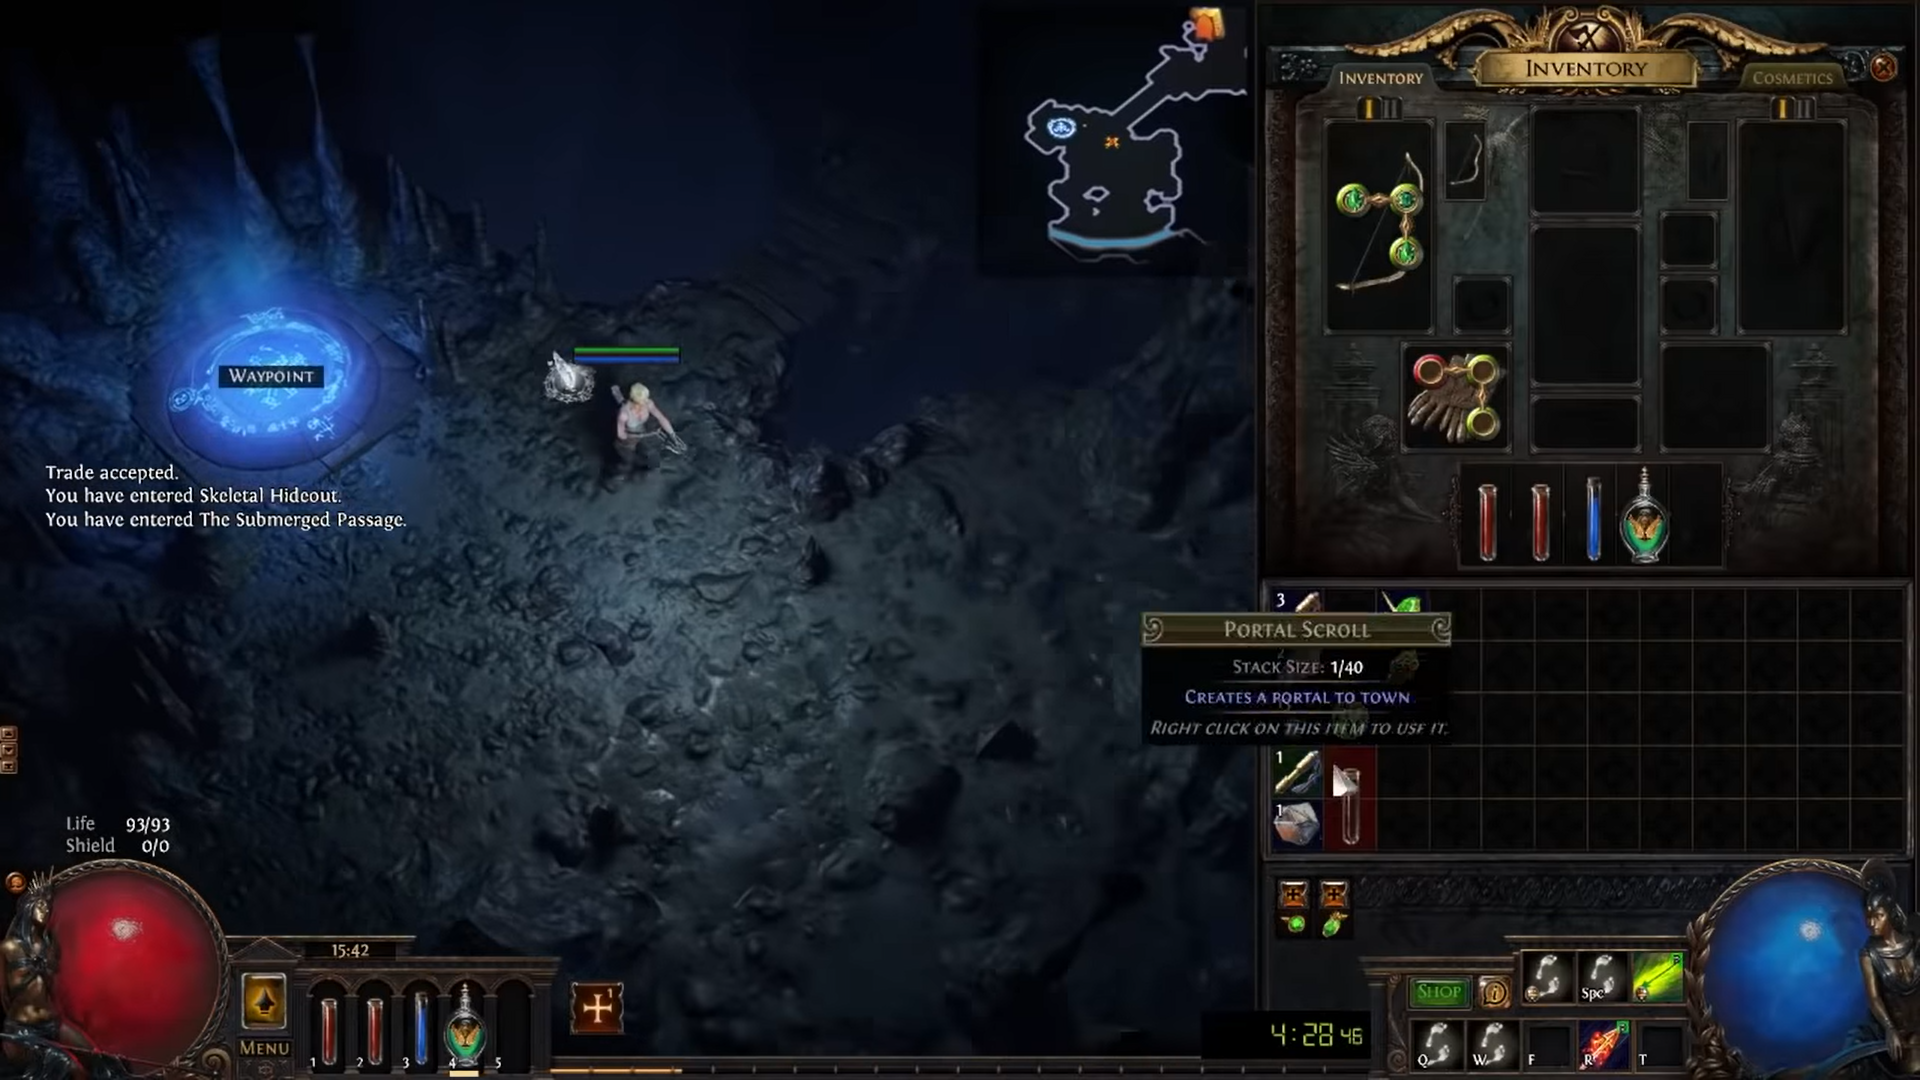 INVENTORY
INVENTORY
COSMETICS
WAYPOINT
Trade accepted.
You have entered Skeletal Hideout.
You have entered The Submerged Passage.
3
PORTAL SCROLL
STACK SIZE: 1/40
CREATES A PORTAL TO TOWN
RIGHT CLICK ON THIS ITEM TO USE IT.
1
1
Life 93/93
Shield 0/0
15:42
MENU
1 2 3 4 5
1
4:28 46
SHOP
Spc
Q W F R T